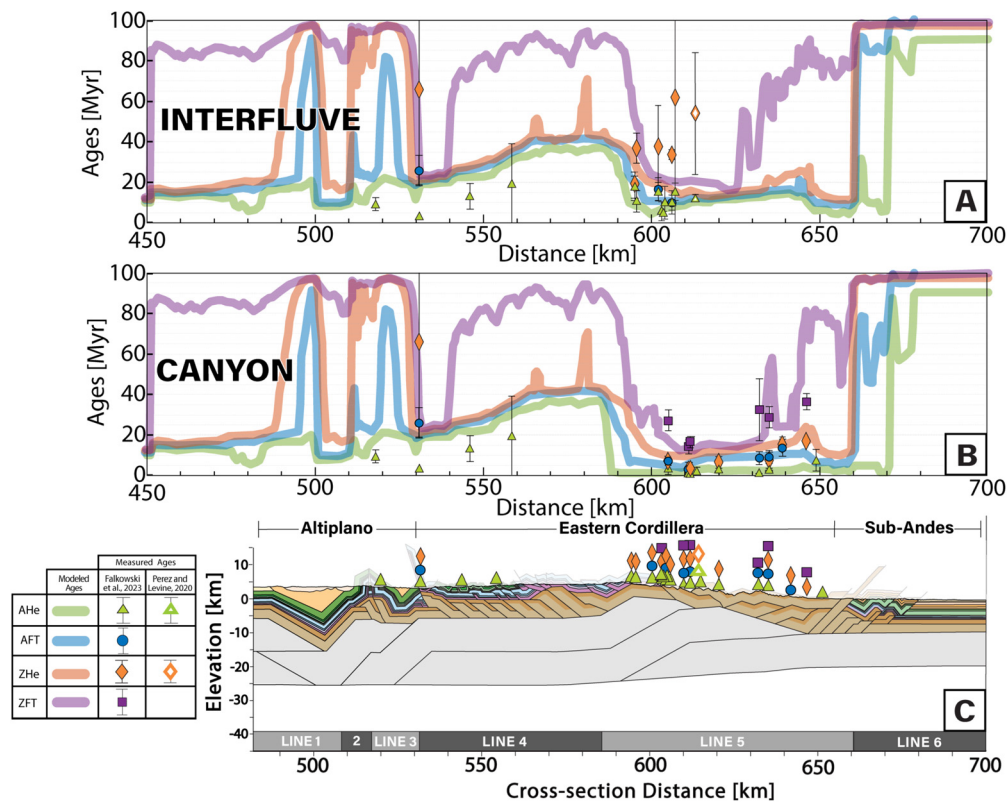 100
80
60
40
20
0
Ages [Myr]
INTERFLUVE
A
450
500
550
600
650
700
Distance [km]
100
80
60
40
20
0
Ages [Myr]
CANYON
B
450
500
550
600
650
700
Distance [km]
Altiplano
Eastern Cordillera
Sub-Andes
Measured Ages
Modeled Ages
Falkowski et al., 2023
Perez and Levine, 2020
AHe
AFT
ZHe
ZFT
Elevation [km]
10
0
-10
-20
-30
-40
C
LINE 1
2
LINE 3
LINE 4
LINE 5
LINE 6
500
550
600
650
700
Cross-section Distance [km]